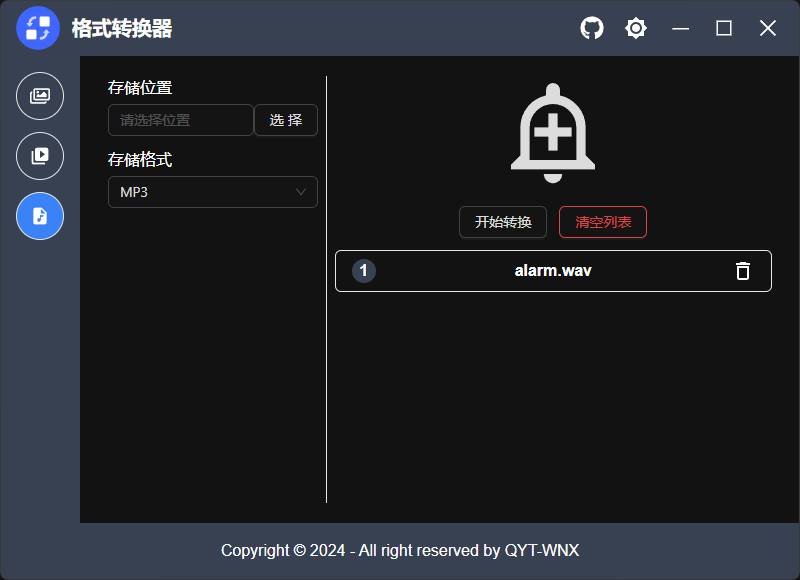 格式转换器
存储位置
请选择位置
选 择
存储格式
MP3
开始转换
清空列表
1
alarm.wav
Copyright © 2024 - All right reserved by QYT-WNX